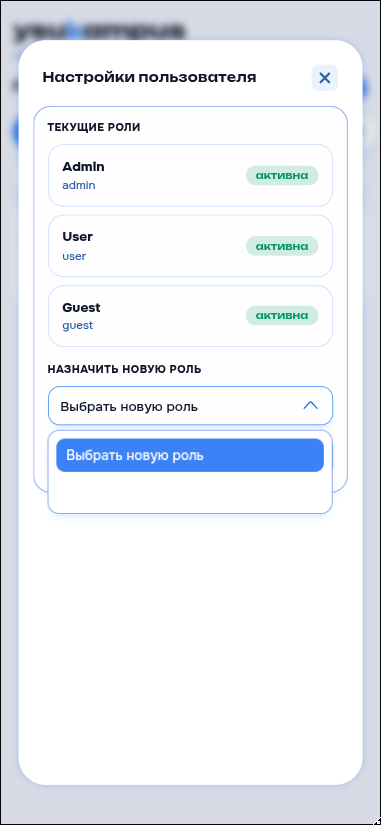 ysukampus
Настройки пользователя
ТЕКУЩИЕ РОЛИ
Admin
admin
активна
User
user
активна
Guest
guest
активна
НАЗНАЧИТЬ НОВУЮ РОЛЬ
Выбрать новую роль
Выбрать новую роль